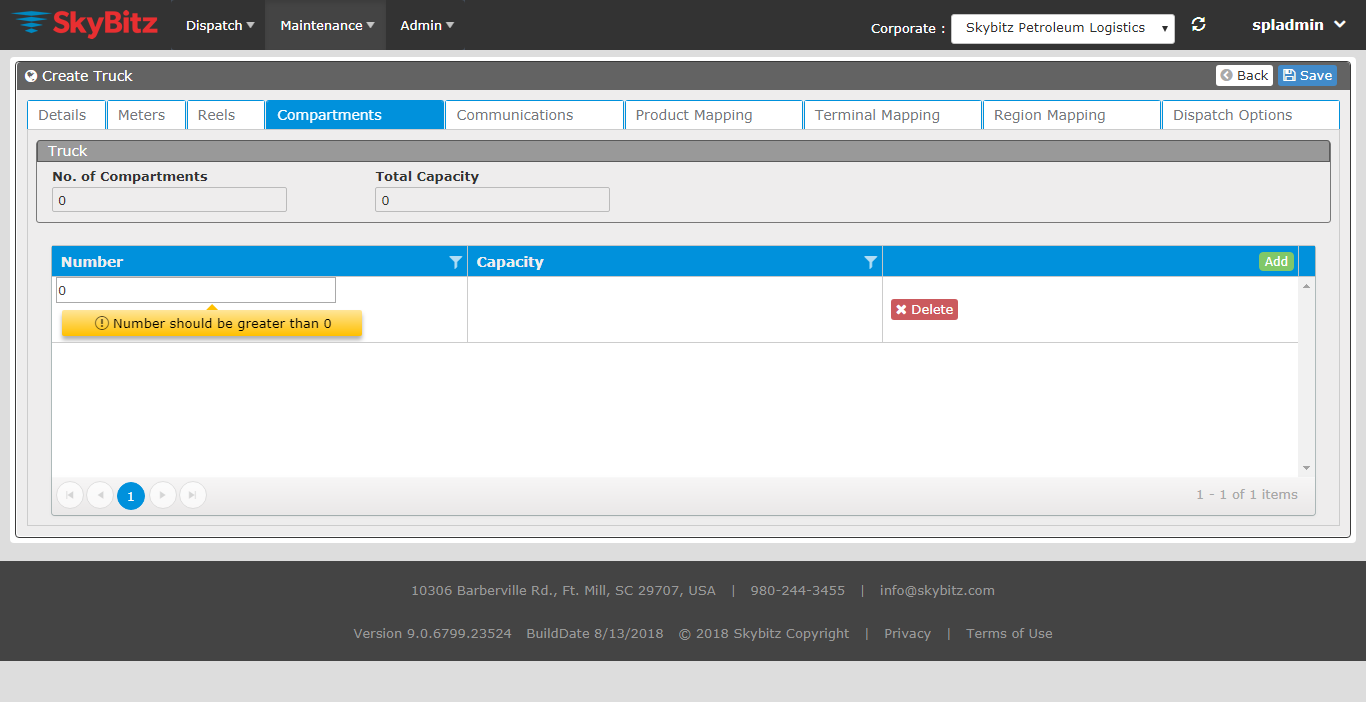 SkyBitz Dispatch Maintenance Admin Corporate : Skybitz Petroleum Logistics spladmin
Create Truck Back Save
Details Meters Reels Compartments Communications Product Mapping Terminal Mapping Region Mapping Dispatch Options
Truck
No. of Compartments Total Capacity
0 0
Number Capacity Add
0
Number should be greater than 0
Delete
1 1 - 1 of 1 items
10306 Barberville Rd., Ft. Mill, SC 29707, USA | 980-244-3455 | info@skybitz.com
Version 9.0.6799.23524 BuildDate 8/13/2018 © 2018 Skybitz Copyright | Privacy | Terms of Use